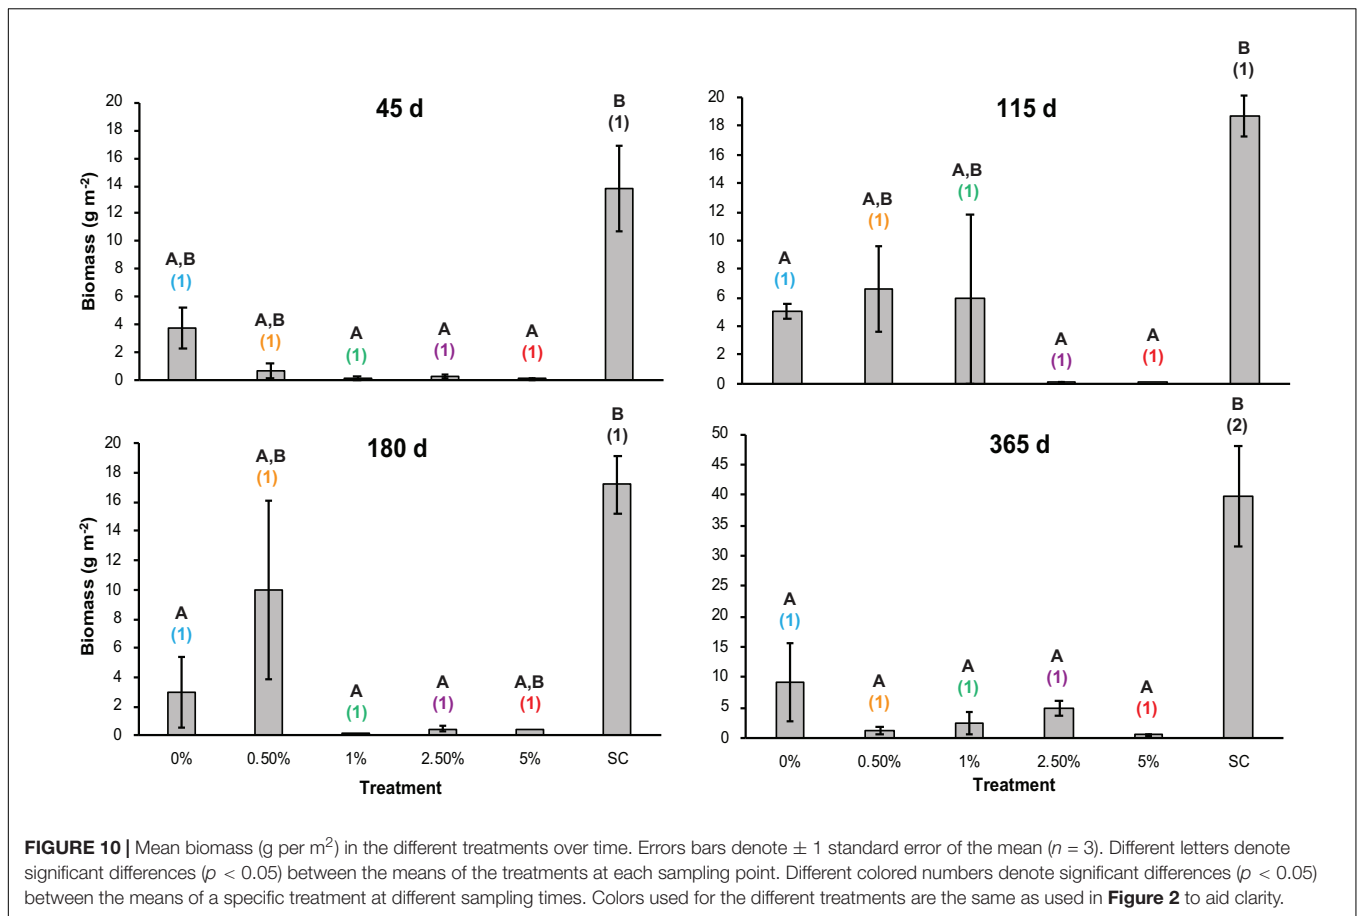 45 d
Biomass (g m-2)
20
18
16
14
12
10
8
6
4
2
0
A,B
(1)
A,B
(1)
A
(1)
A
(1)
A
(1)
B
(1)
115 d
20
18
16
14
12
10
8
6
4
2
0
A
(1)
A,B
(1)
A,B
(1)
A
(1)
A
(1)
B
(1)
180 d
Biomass (g m-2)
20
18
16
14
12
10
8
6
4
2
0
A
(1)
A,B
(1)
A
(1)
A
(1)
A,B
(1)
B
(1)
0% 0.50% 1% 2.50% 5% SC
Treatment
365 d
50
45
40
35
30
25
20
15
10
5
0
A
(1)
A
(1)
A
(1)
A
(1)
A
(1)
B
(2)
0% 0.50% 1% 2.50% 5% SC
Treatment
FIGURE 10 | Mean biomass (g per m2) in the different treatments over time. Errors bars denote ± 1 standard error of the mean (n = 3). Different letters denote
significant differences (p < 0.05) between the means of the treatments at each sampling point. Different colored numbers denote significant differences (p < 0.05)
between the means of a specific treatment at different sampling times. Colors used for the different treatments are the same as used in Figure 2 to aid clarity.